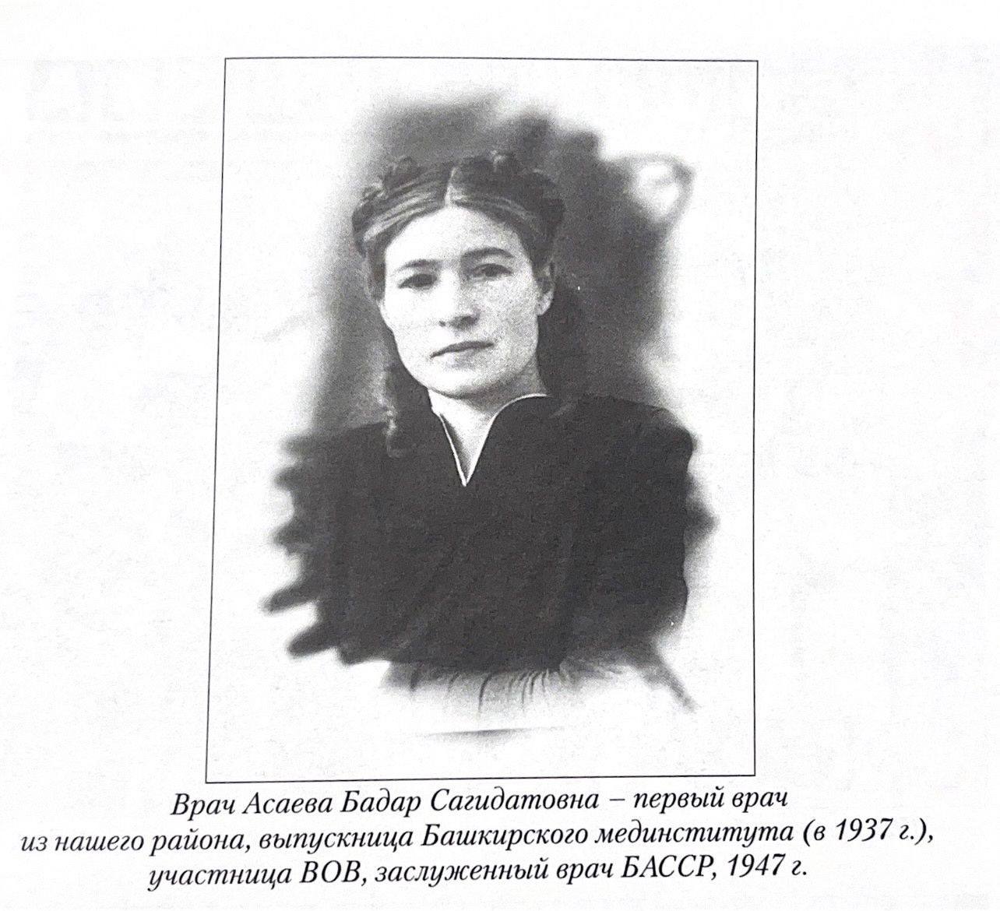 Врач Асаева Бадар Сагидатовна – первый врач
из нашего района, выпускница Башкирского мединститута (в 1937 г.),
участница ВОВ, заслуженный врач БАССР, 1947 г.